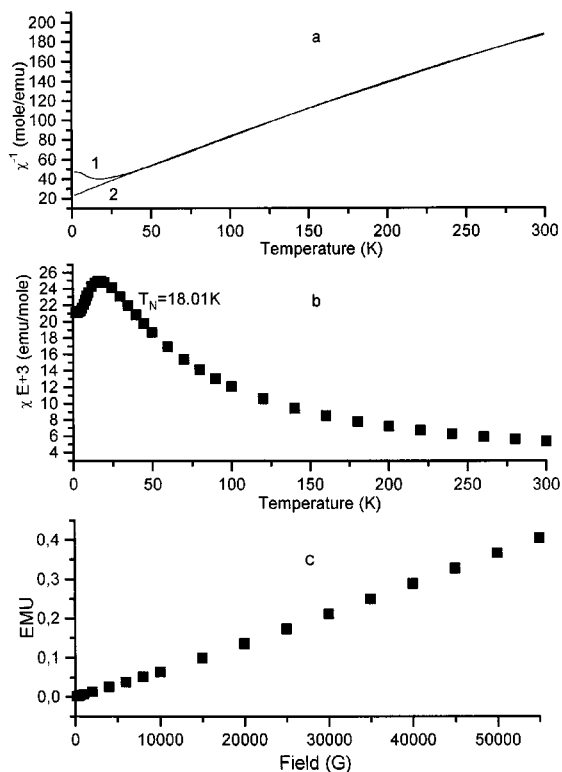 a
200
180
160
140
120
100
80
60
40
20
χ⁻¹ (mole/emu)
1
2
0 50 100 150 200 250 300
Temperature (K)
b
26
24
22
20
18
16
14
12
10
8
6
4
χ E+3 (emu/mole)
T_N=18.01K
0 50 100 150 200 250 300
Temperature (K)
c
0,4
0,3
0,2
0,1
0,0
EMU
0 10000 20000 30000 40000 50000
Field (G)